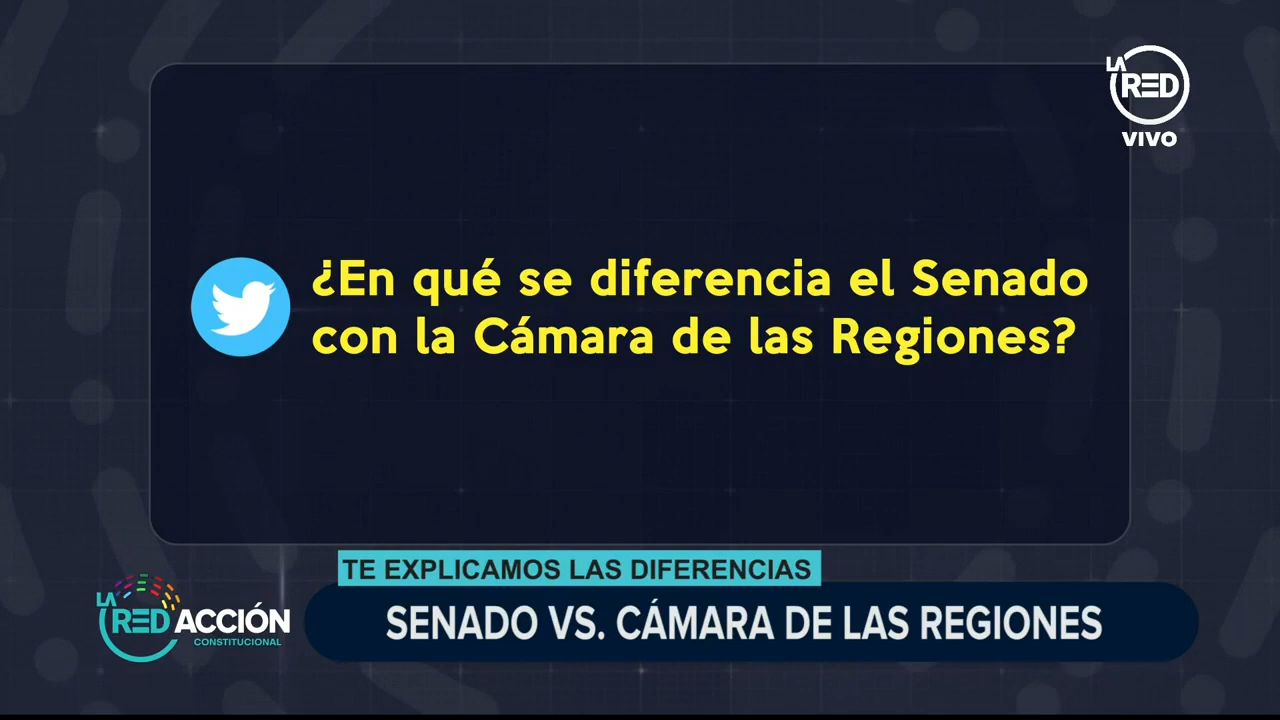 LA
RED
VIVO
¿En qué se diferencia el Senado
con la Cámara de las Regiones?
TE EXPLICAMOS LAS DIFERENCIAS
LA
RED ACCIÓN
CONSTITUCIONAL
SENADO VS. CÁMARA DE LAS REGIONES